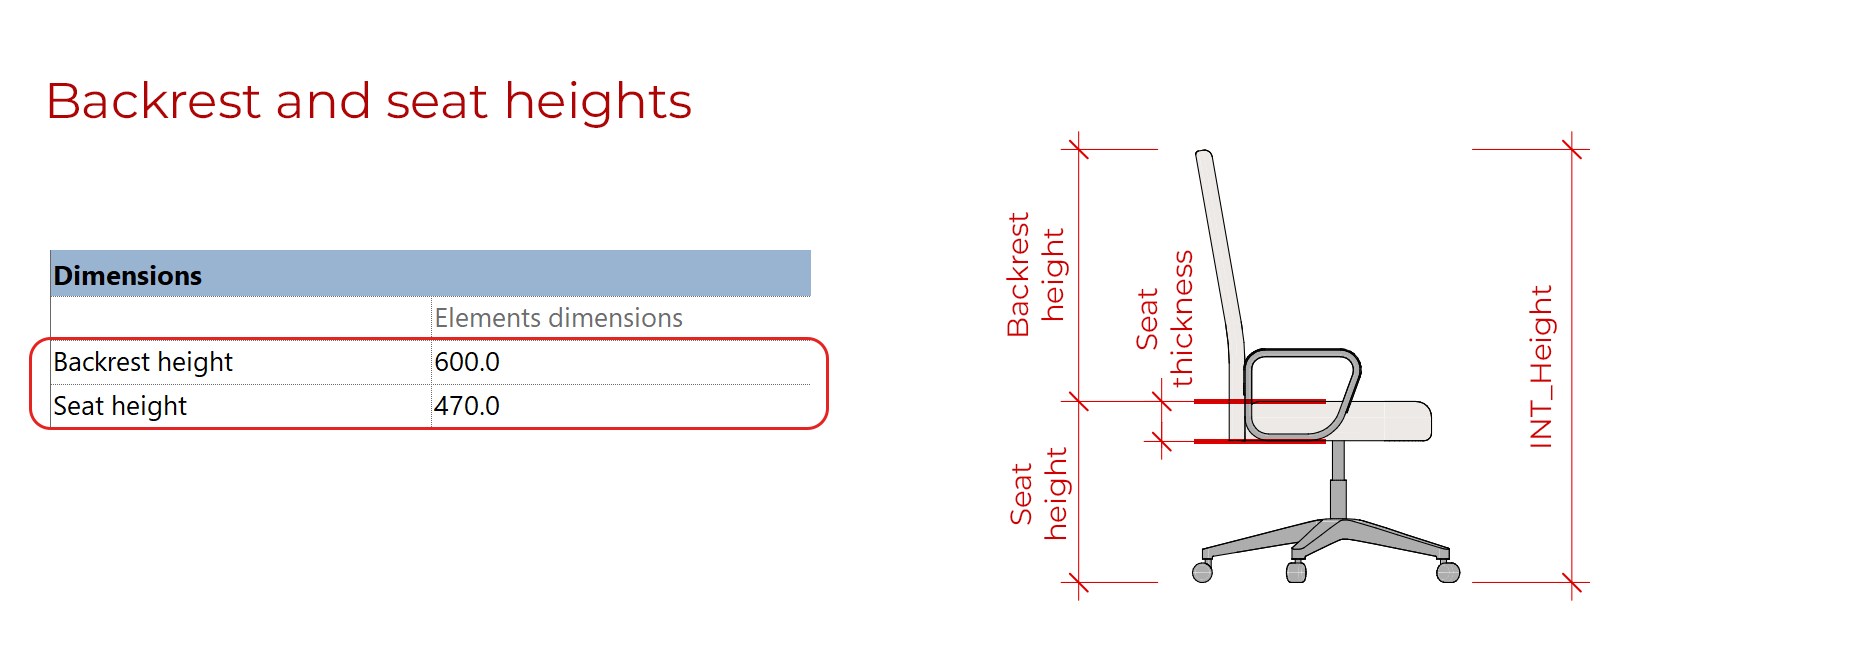 Backrest and seat heights
Dimensions
Elements dimensions
Backrest height 600.0
Seat height 470.0
Backrest
height
Seat
thickness
Seat
height
INT_Height